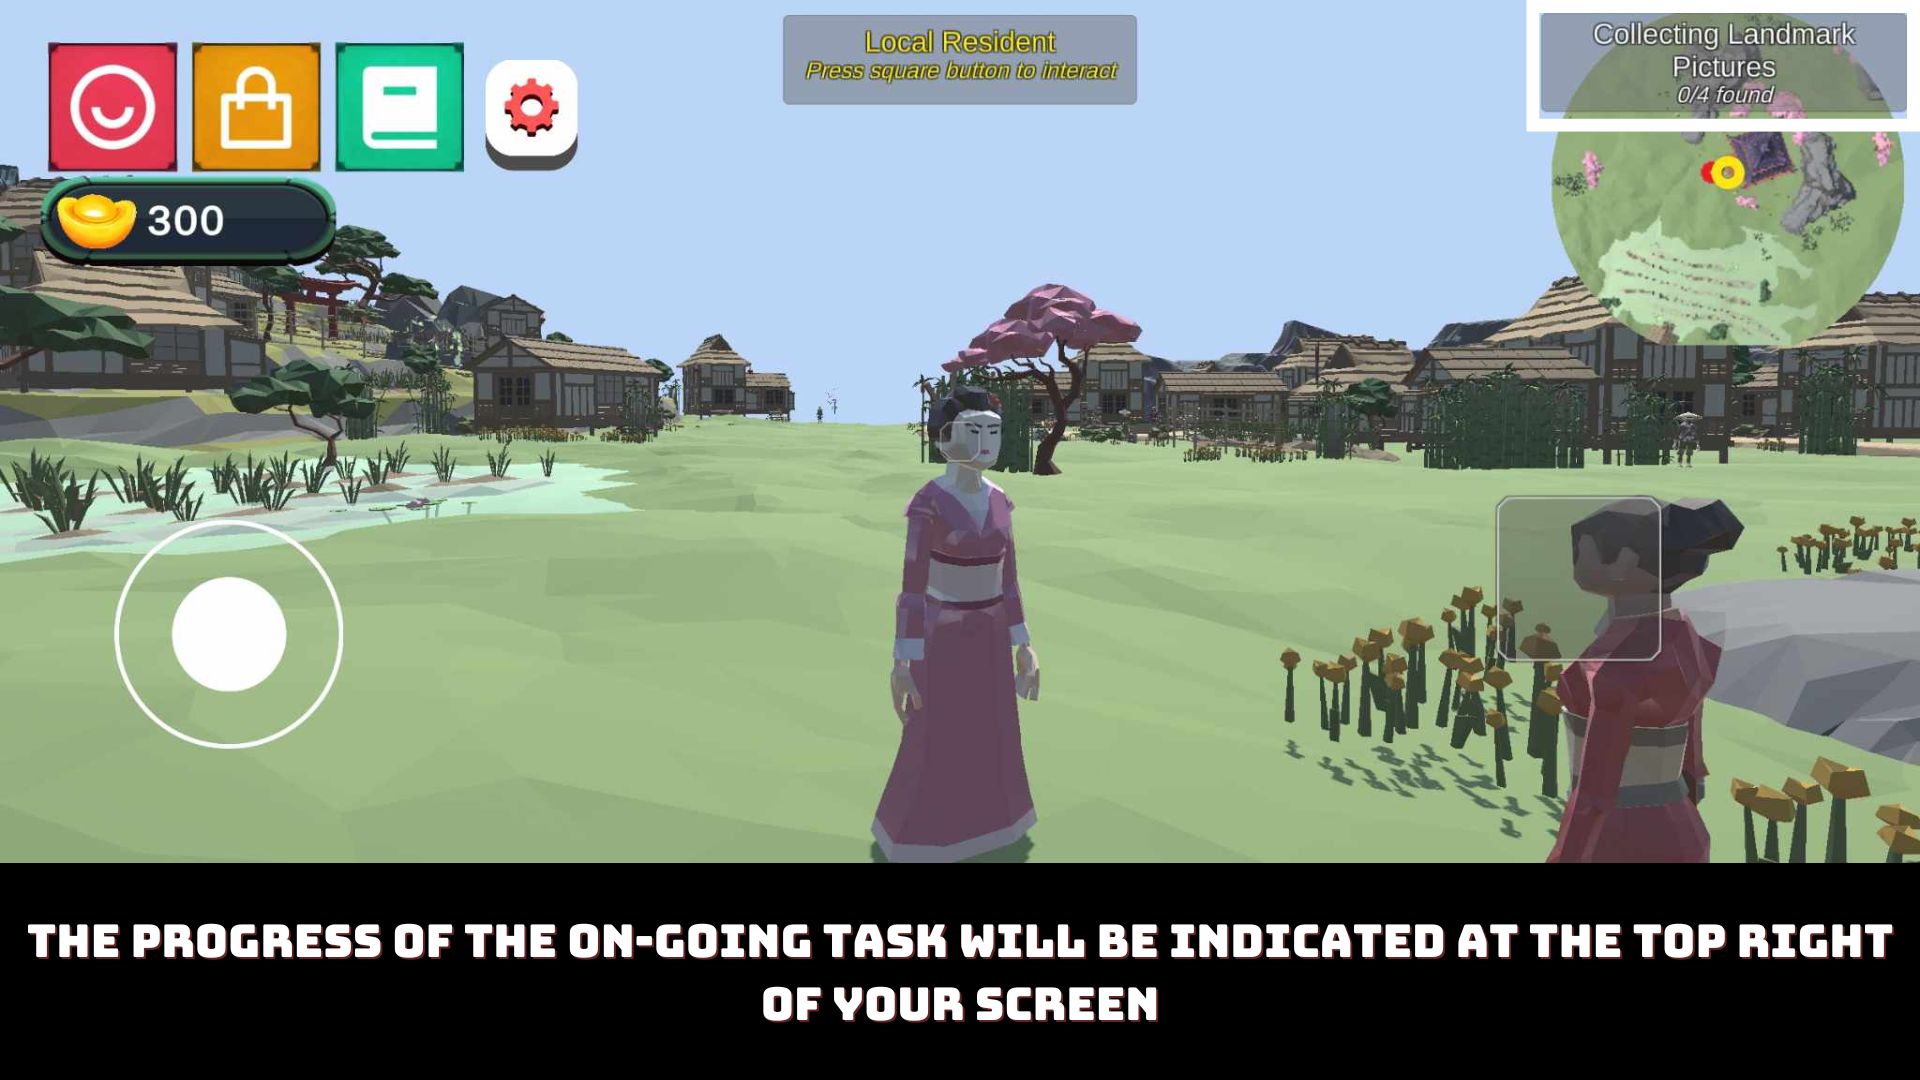 Local Resident
Press square button to interact
Collecting Landmark
Pictures
0/4 found
300
THE PROGRESS OF THE ON-GOING TASK WILL BE INDICATED AT THE TOP RIGHT
OF YOUR SCREEN